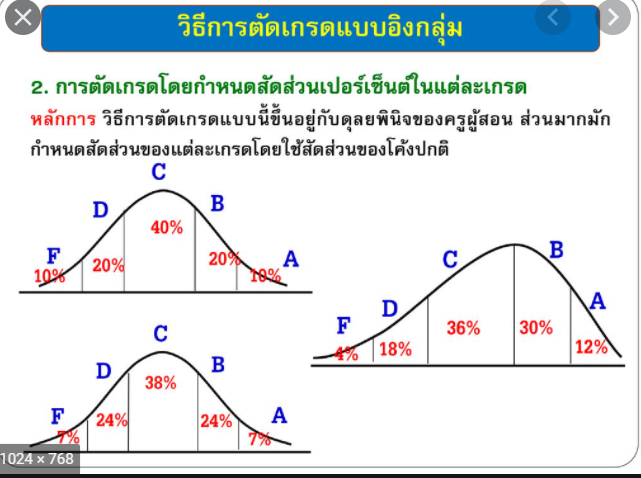 วิธีการตัดเกรดแบบอิงกลุ่ม
2. การตัดเกรดโดยกำหนดสัดส่วนเปอร์เซ็นต์ในแต่ละเกรด
หลักการ วิธีการตัดเกรดแบบนี้ขึ้นอยู่กับดุลยพินิจของครูผู้สอน ส่วนมากมัก
กำหนดสัดส่วนของแต่ละเกรดโดยใช้สัดส่วนของโค้งปกติ
C
D B
F A
40%
10% 20% 20% 10%
C
B
D A
F
36% 30%
4% 18% 12%
C
D B
F A
38%
24% 24%
7% 7%
1024 × 768